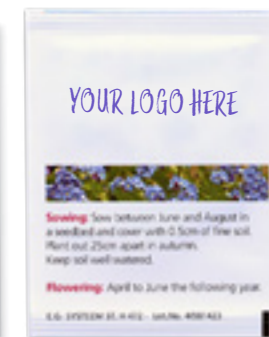 YOUR LOGO HERE
Sowing: Sow between June and August in
a seedbed and cover with 0.5cm of fine soil.
Plant out 25cm apart in autumn.
Keep soil well watered.
Flowering: April to June the following year.
E.G. SYSTEM